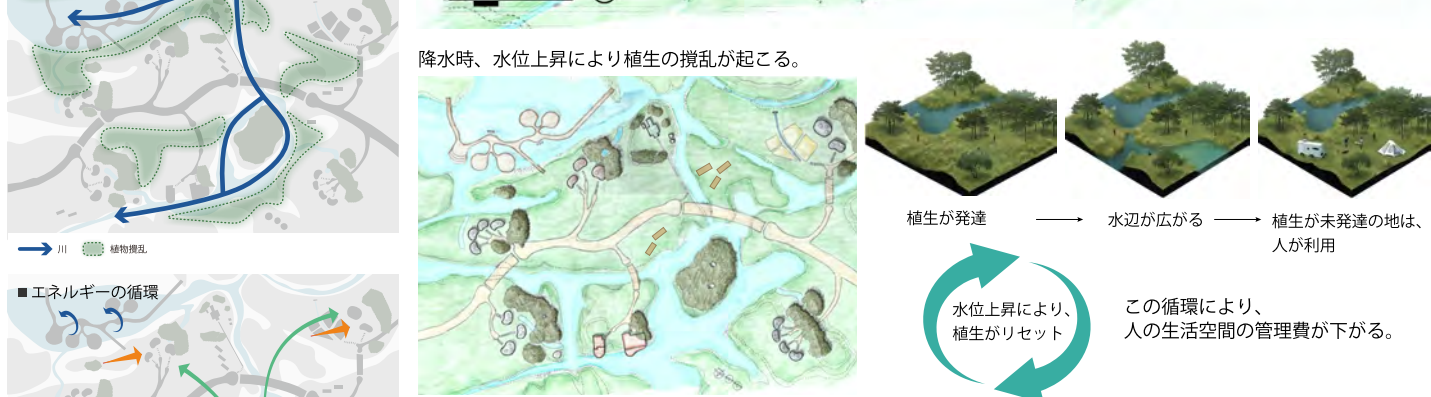 降水時、水位上昇により植生の撹乱が起こる。
川
植物攪乱
■エネルギーの循環
植生が発達
水辺が広がる
植生が未発達の地は、
人が利用
水位上昇により、
植生がリセット
この循環により、
人の生活空間の管理費が下がる。